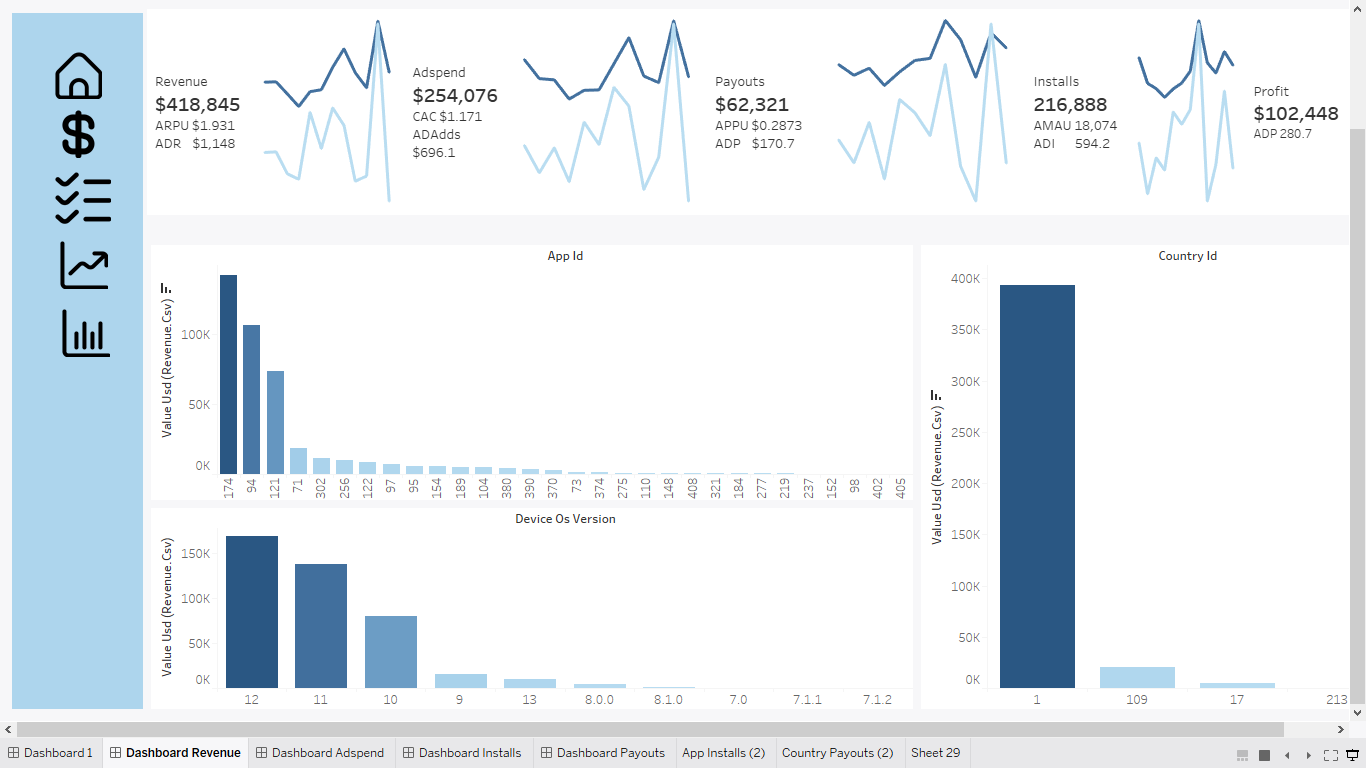 Revenue
$418,845
ARPU $1.931
ADR $1,148
Adspend
$254,076
CAC $1.171
ADAdds
$696.1
Payouts
$62,321
APPU $0.2873
ADP $170.7
Installs
216,888
AMAU 18,074
ADI 594.2
Profit
$102,448
ADP 280.7
App Id
Value Usd (Revenue.Csv)
100K
50K
0K
174 94 121 71 302 256 122 97 95 154 189 104 380 390 370 73 374 275 110 148 408 321 184 277 219 237 152 98 402 405
Device Os Version
Value Usd (Revenue.Csv)
150K
100K
50K
0K
12 11 10 9 13 8.0.0 8.1.0 7.0 7.1.1 7.1.2
Country Id
Value Usd (Revenue.Csv)
400K
350K
300K
250K
200K
150K
100K
50K
0K
1 109 17 213
Dashboard 1 Dashboard Revenue Dashboard Adspend Dashboard Installs Dashboard Payouts App Installs (2) Country Payouts (2) Sheet 29